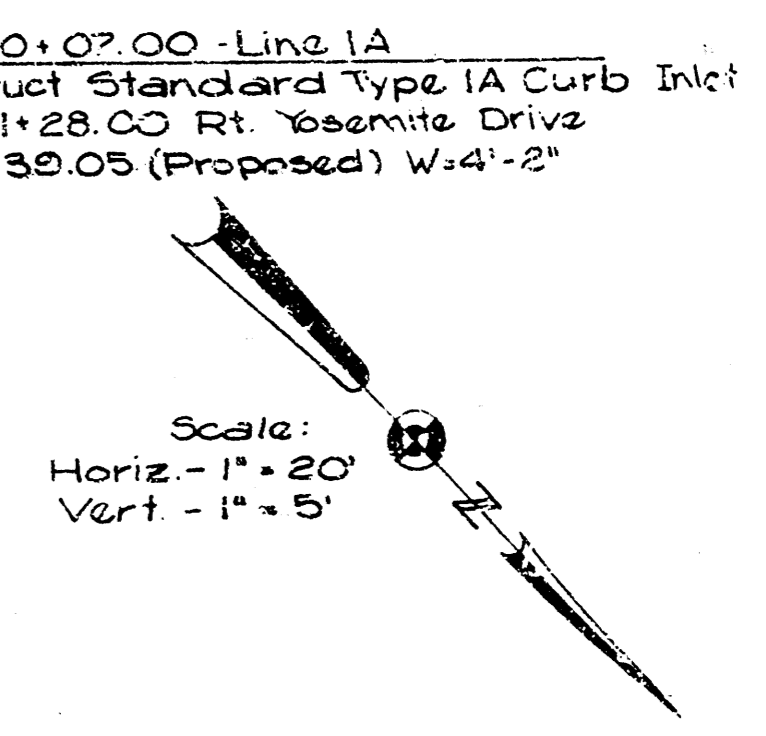 0+07.00 - Line 1A
uct Standard Type 1A Curb Inlet
1+28.00 Rt. Yosemite Drive
39.05 (Proposed) W=4'-2"
Scale:
Horiz. - 1" = 20'
Vert. - 1" = 5'
N